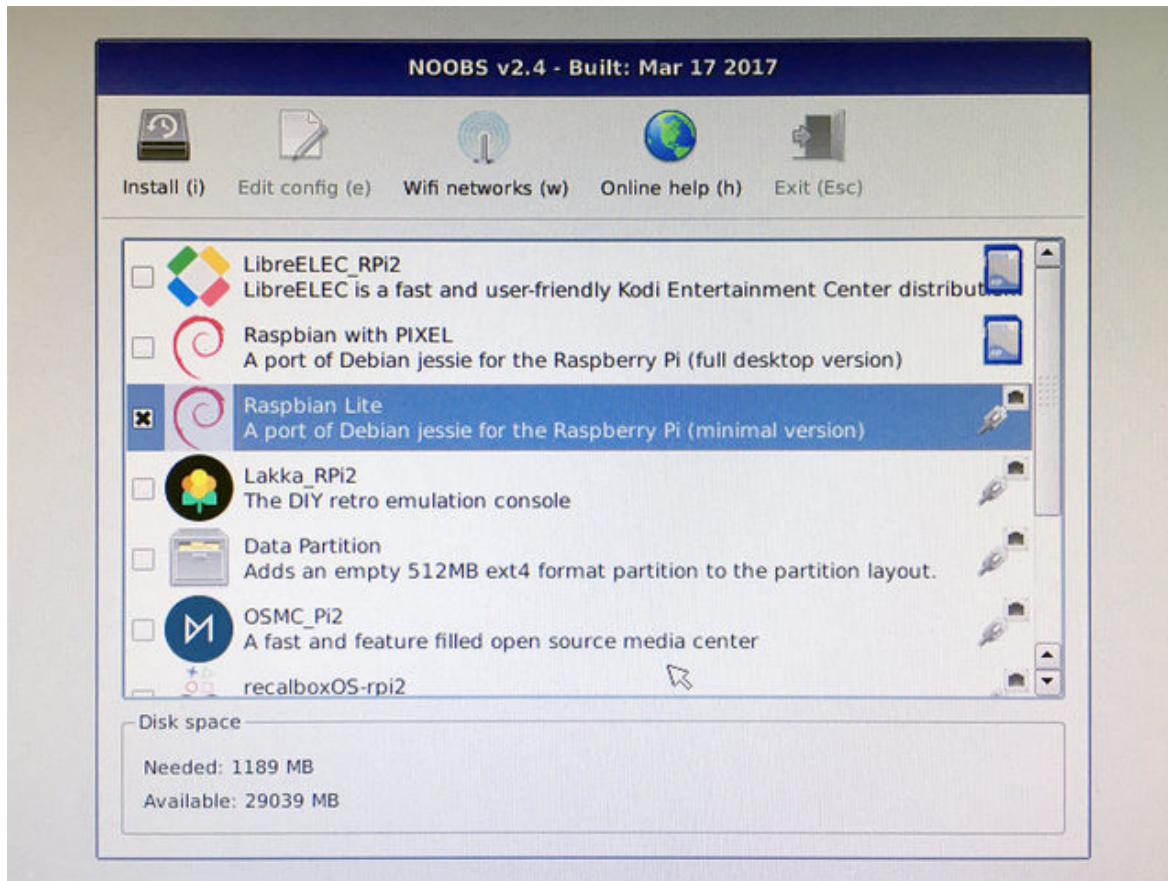 NOOBS v2.4 - Built: Mar 17 2017
Install (i) Edit config (e) Wifi networks (w) Online help (h) Exit (Esc)
LibreELEC_RPi2
LibreELEC is a fast and user-friendly Kodi Entertainment Center distribut...
Raspbian with PIXEL
A port of Debian jessie for the Raspberry Pi (full desktop version)
Raspbian Lite
A port of Debian jessie for the Raspberry Pi (minimal version)
Lakka_RPi2
The DIY retro emulation console
Data Partition
Adds an empty 512MB ext4 format partition to the partition layout.
OSMC_Pi2
A fast and feature filled open source media center
recalboxOS-rpi2
Disk space
Needed: 1189 MB
Available: 29039 MB